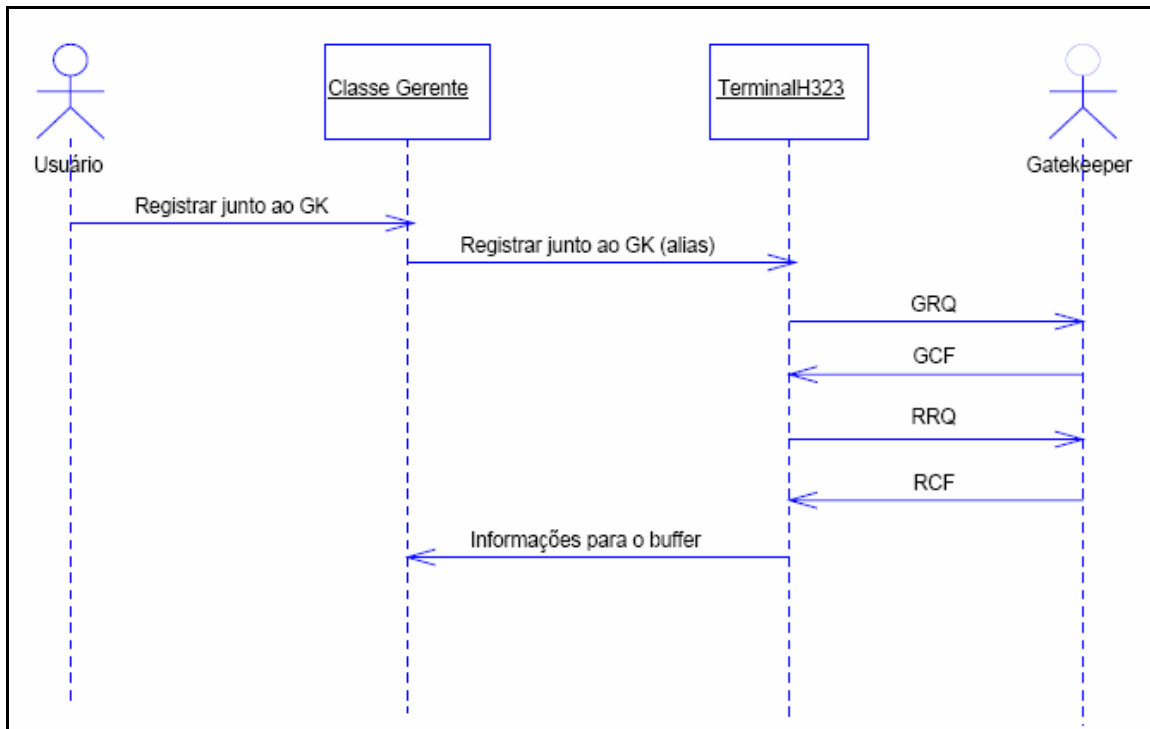 Classe Gerente
TerminalH323
Usuário
Gatekeeper
Registrar junto ao GK
Registrar junto ao GK (alias)
GRQ
GCF
RRQ
RCF
Informações para o buffer